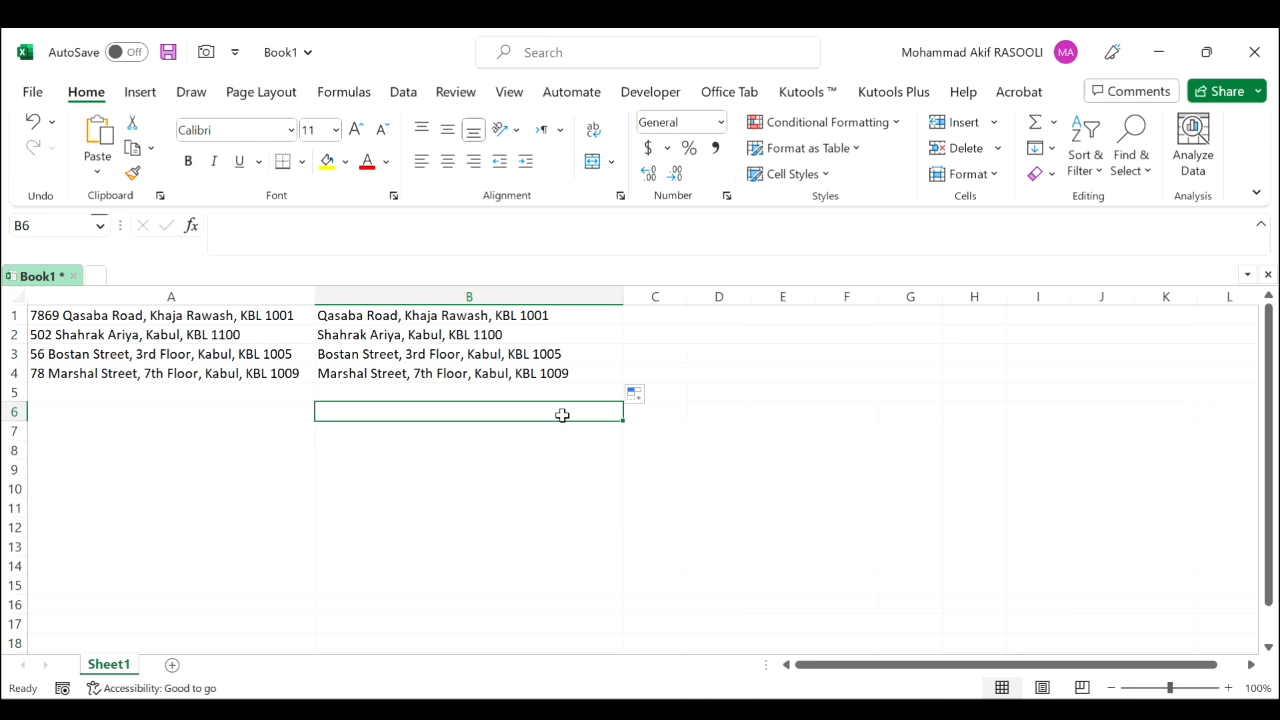 AutoSave Off Book1 Search Mohammad Akif RASOOLI MA
File Home Insert Draw Page Layout Formulas Data Review View Automate Developer Office Tab Kutools ™ Kutools Plus Help Acrobat Comments Share
Paste Calibri 11 A A General Conditional Formatting Insert Sort & Filter Find & Select Analyze Data
B I U A $ % , Format as Table Delete
Cell Styles Format
Undo Clipboard Font Alignment Number Styles Cells Editing Analysis
B6 fx
Book1 *
A B C D E F G H I J K L
1 7869 Qasaba Road, Khaja Rawash, KBL 1001 Qasaba Road, Khaja Rawash, KBL 1001
2 502 Shahrak Ariya, Kabul, KBL 1100 Shahrak Ariya, Kabul, KBL 1100
3 56 Bostan Street, 3rd Floor, Kabul, KBL 1005 Bostan Street, 3rd Floor, Kabul, KBL 1005
4 78 Marshal Street, 7th Floor, Kabul, KBL 1009 Marshal Street, 7th Floor, Kabul, KBL 1009
5
6
7
8
9
10
11
12
13
14
15
16
17
18
Sheet1
Ready Accessibility: Good to go 100%